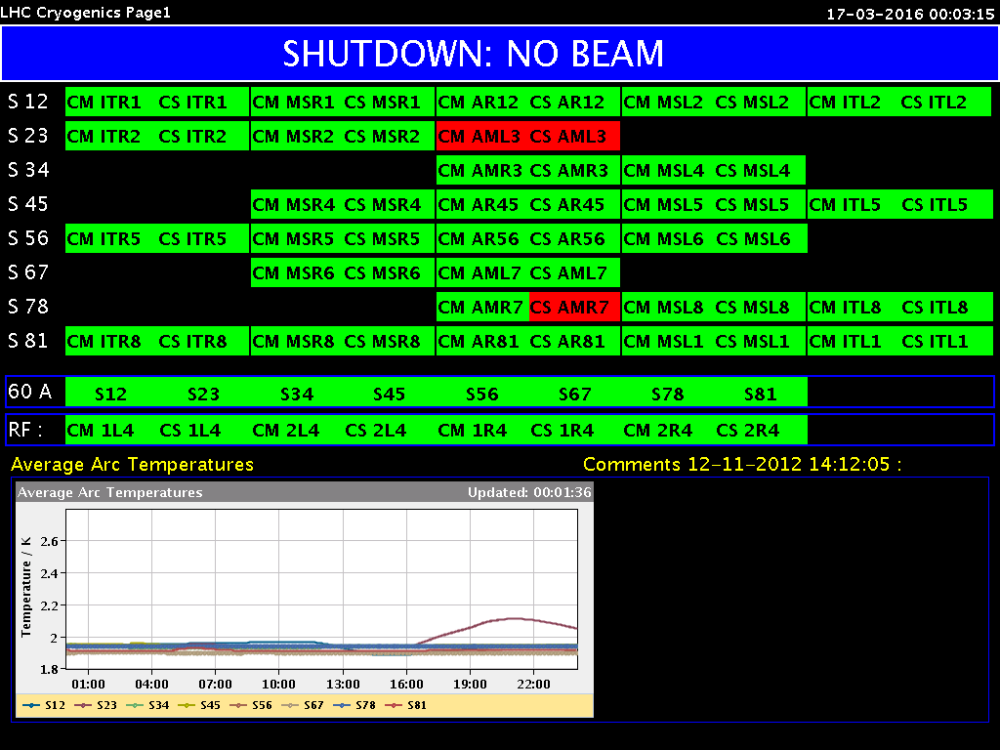 LHC Cryogenics Page1 17-03-2016 00:03:15
SHUTDOWN: NO BEAM
S 12 CM ITR1 CS ITR1 CM MSR1 CS MSR1 CM AR12 CS AR12 CM MSL2 CS MSL2 CM ITL2 CS ITL2
S 23 CM ITR2 CS ITR2 CM MSR2 CS MSR2 CM AML3 CS AML3
S 34 CM AMR3 CS AMR3 CM MSL4 CS MSL4
S 45 CM MSR4 CS MSR4 CM AR45 CS AR45 CM MSL5 CS MSL5 CM ITL5 CS ITL5
S 56 CM ITR5 CS ITR5 CM MSR5 CS MSR5 CM AR56 CS AR56 CM MSL6 CS MSL6
S 67 CM MSR6 CS MSR6 CM AML7 CS AML7
S 78 CM AMR7 CS AMR7 CM MSL8 CS MSL8 CM ITL8 CS ITL8
S 81 CM ITR8 CS ITR8 CM MSR8 CS MSR8 CM AR81 CS AR81 CM MSL1 CS MSL1 CM ITL1 CS ITL1
60 A S12 S23 S34 S45 S56 S67 S78 S81
RF : CM 1L4 CS 1L4 CM 2L4 CS 2L4 CM 1R4 CS 1R4 CM 2R4 CS 2R4
Average Arc Temperatures Comments 12-11-2012 14:12:05 :
Average Arc Temperatures Updated: 00:01:36
Temperature / K
2.6
2.4
2.2
2
1.8
01:00 04:00 07:00 10:00 13:00 16:00 19:00 22:00
S12 S23 S34 S45 S56 S67 S78 S81